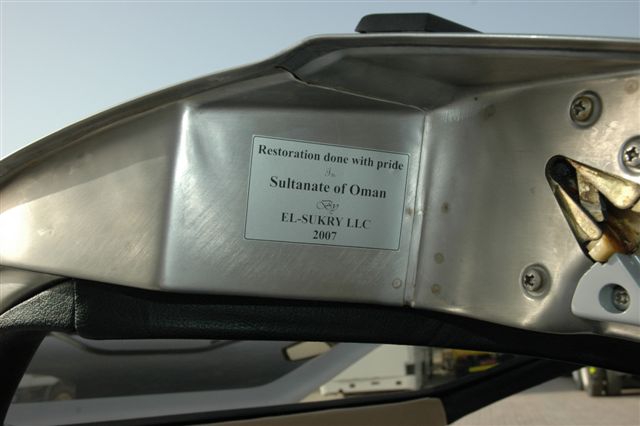 Restoration done with pride
In
Sultanate of Oman
By
EL-SUKRY LLC
2007